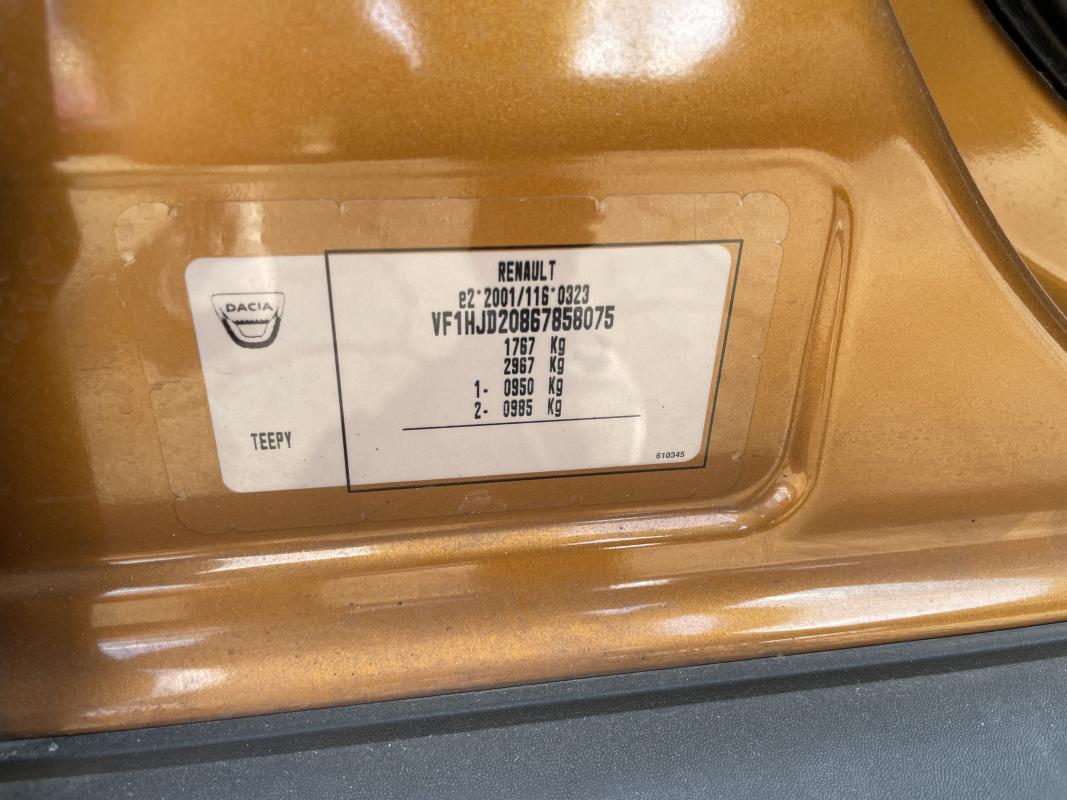 DACIA
TEEPY
RENAULT
e2*2001/116*0323
VF1HJD20867858075
1767 Kg
2967 Kg
1- 0950 Kg
2- 0985 Kg
610345